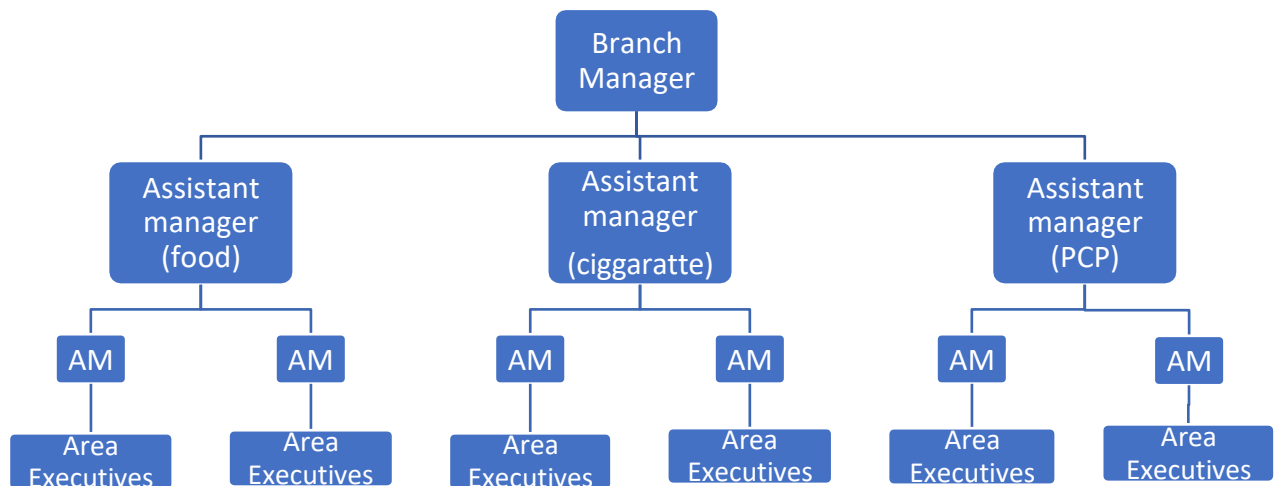 Branch
Manager
Assistant
manager
(food)
Assistant
manager
(ciggaratte)
Assistant
manager
(PCP)
AM
AM
AM
AM
AM
AM
Area
Executives
Area
Executives
Area
Executives
Area
Executives
Area
Executives
Area
Executives